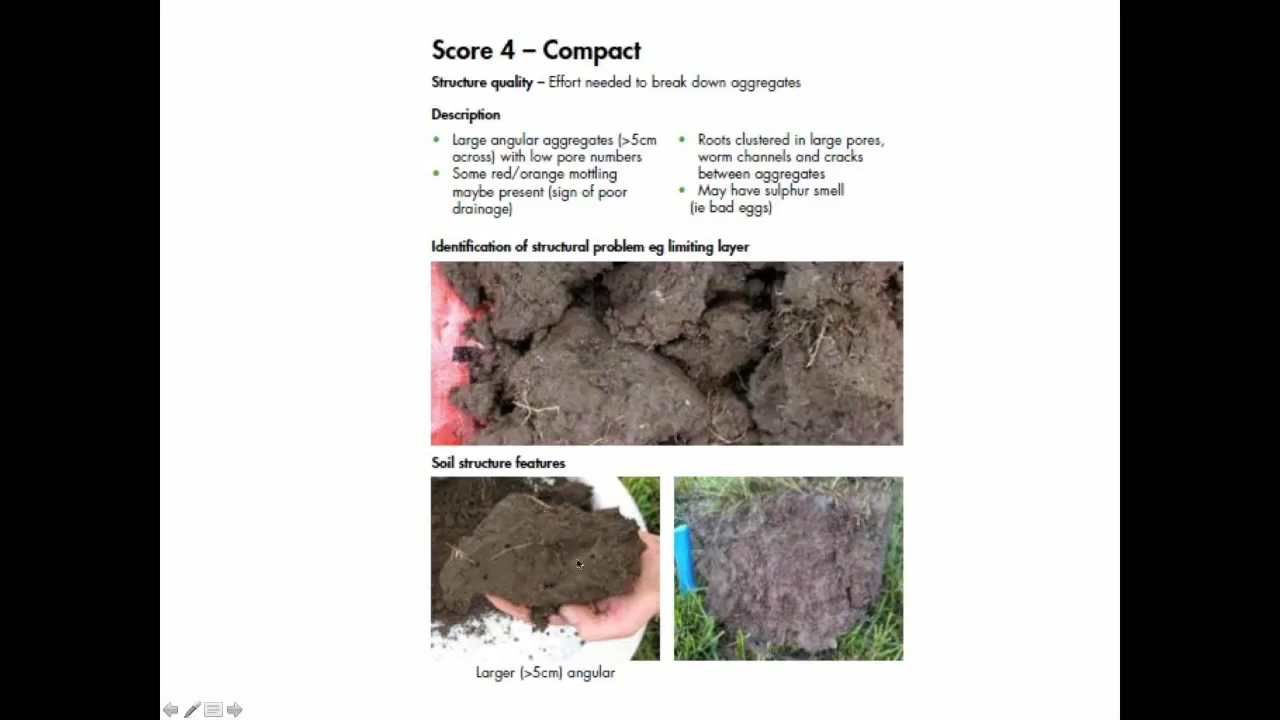 Score 4 – Compact
Structure quality – Effort needed to break down aggregates
Description
• Large angular aggregates (>5cm
across) with low pore numbers
• Some red/orange mottling
maybe present (sign of poor
drainage)
• Roots clustered in large pores,
worm channels and cracks
between aggregates
• May have sulphur smell
(ie bad eggs)
Identification of structural problem eg limiting layer
Soil structure features
Larger (>5cm) angular